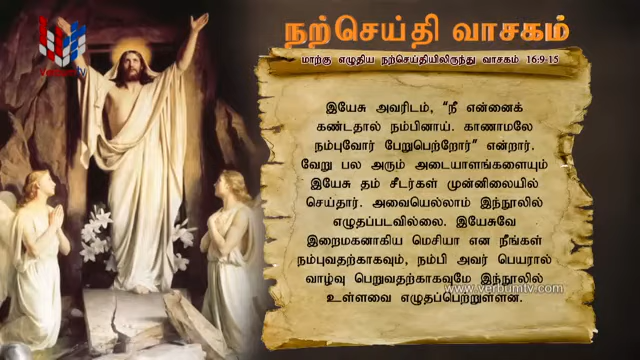 Verbum tv
நற்செய்தி வாசகம்
மாற்கு எழுதிய நற்செய்தியிலிருந்து வாசகம் 16:9-15
இயேசு அவரிடம், “நீ என்னைக்
கண்டதால் நம்பினாய். காணாமலே
நம்புவோர் பேறுபெற்றோர்” என்றார்.
வேறு பல அரும் அடையாளங்களையும்
இயேசு தம் சீடர்கள் முன்னிலையில்
செய்தார். அவையெல்லாம் இந்நூலில்
எழுதப்படவில்லை. இயேசுவே
இறைமகனாகிய மெசியா என நீங்கள்
நம்புவதற்காகவும், நம்பி அவர் பெயரால்
வாழ்வு பெறுவதற்காகவுமே இந்நூலில்
www.verbumtv.com
உள்ளவை எழுதப்பெற்றுள்ளன.